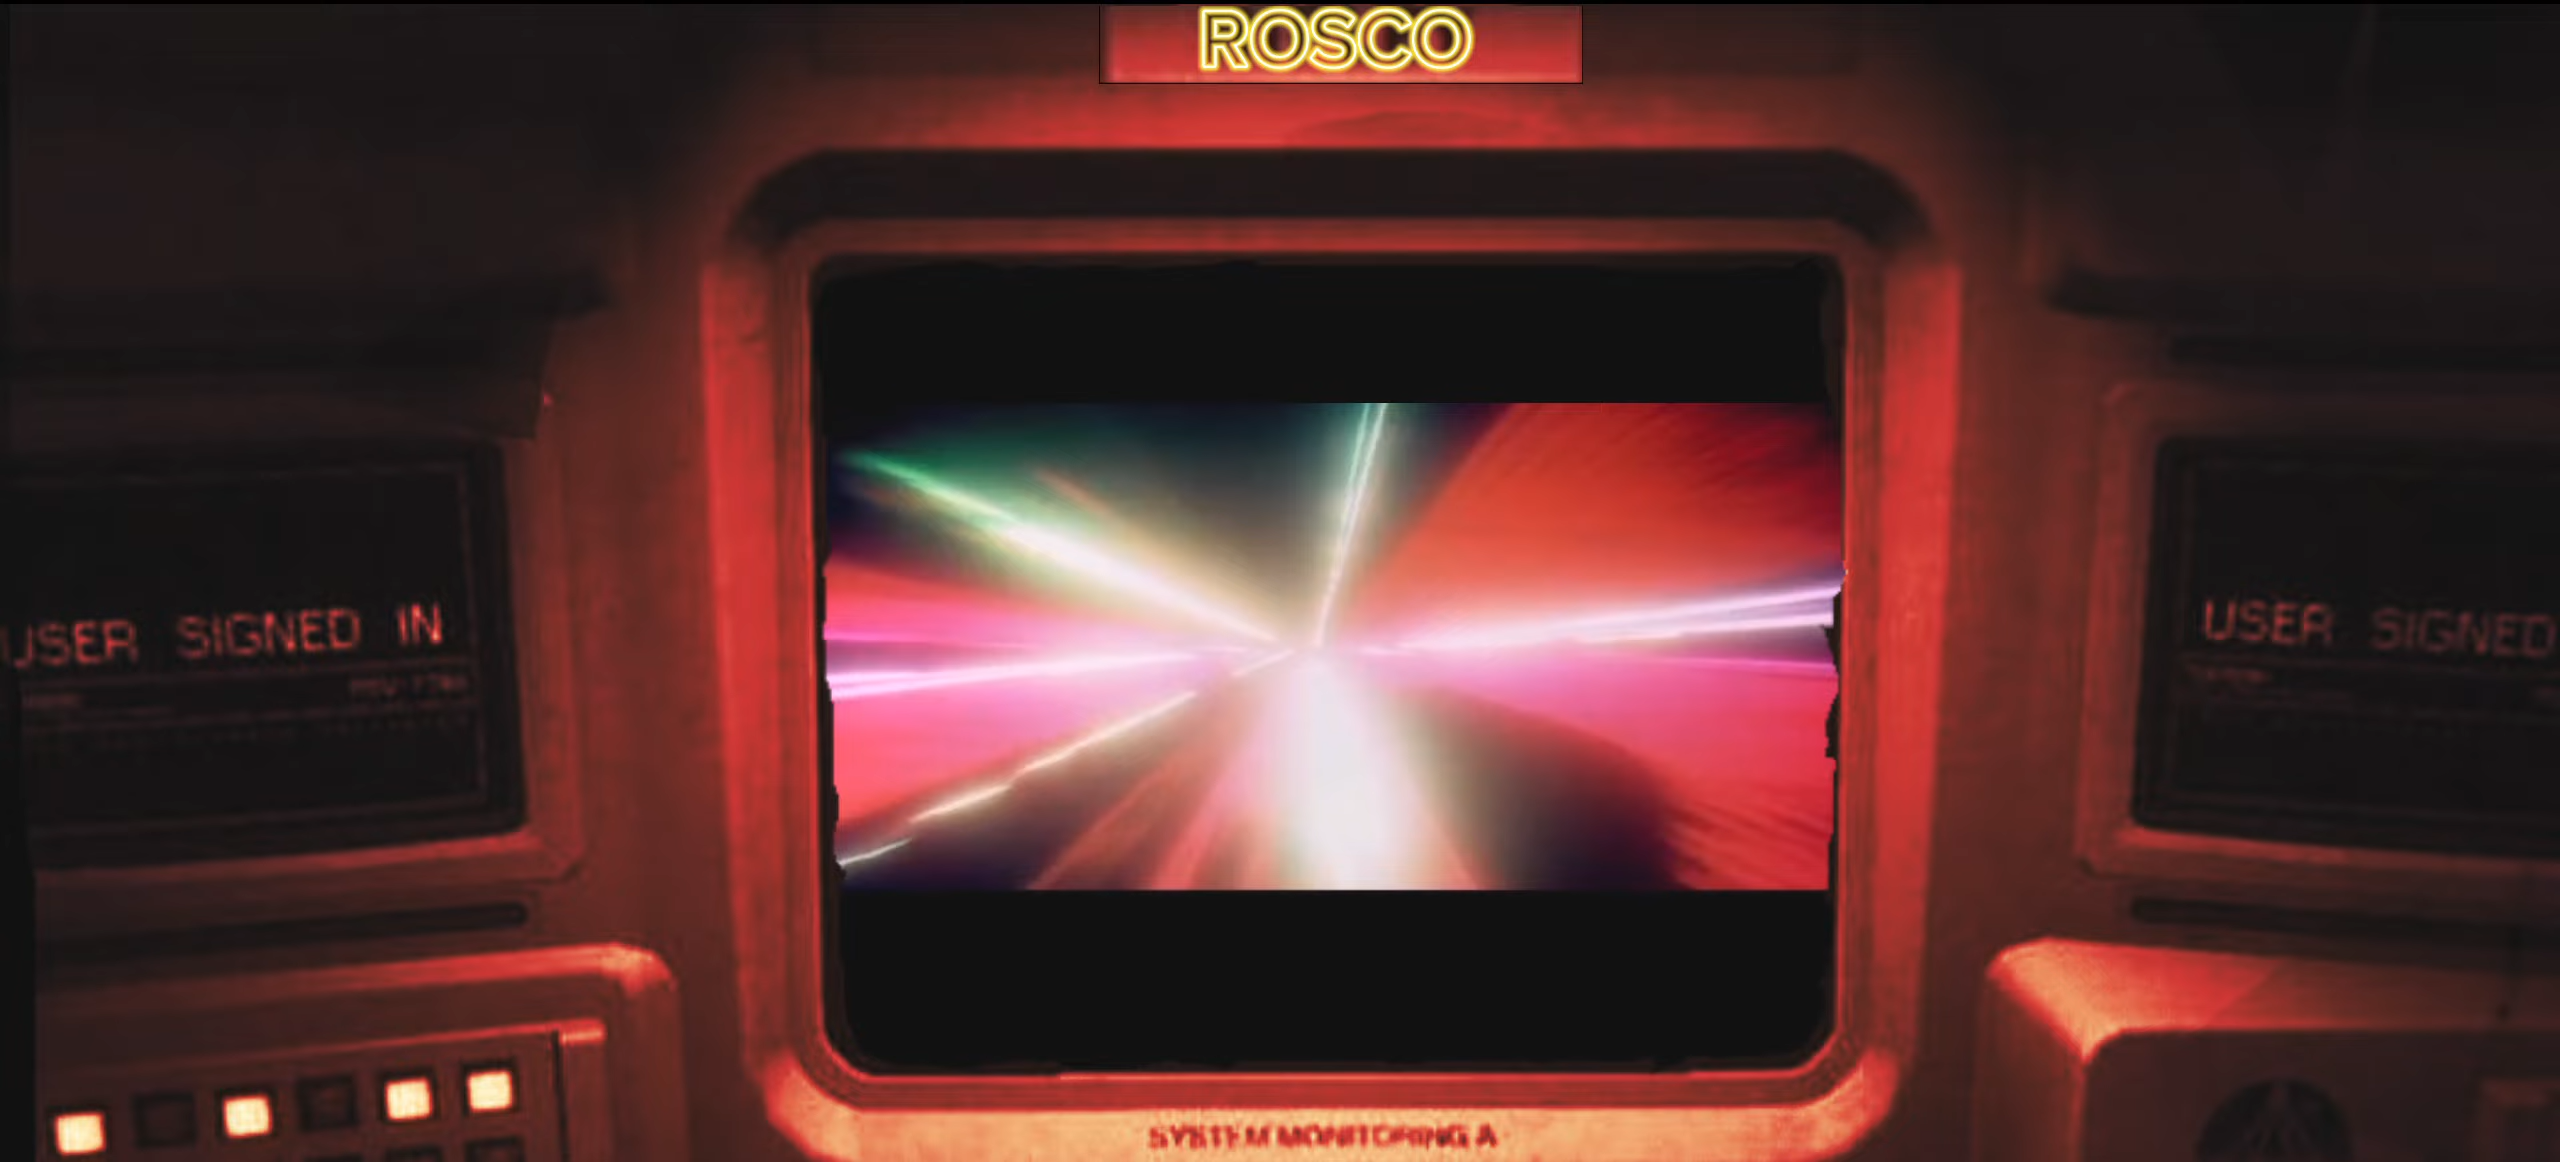 ROSCO
USER SIGNED IN
USER SIGNED
SYSTEM MONITORING A